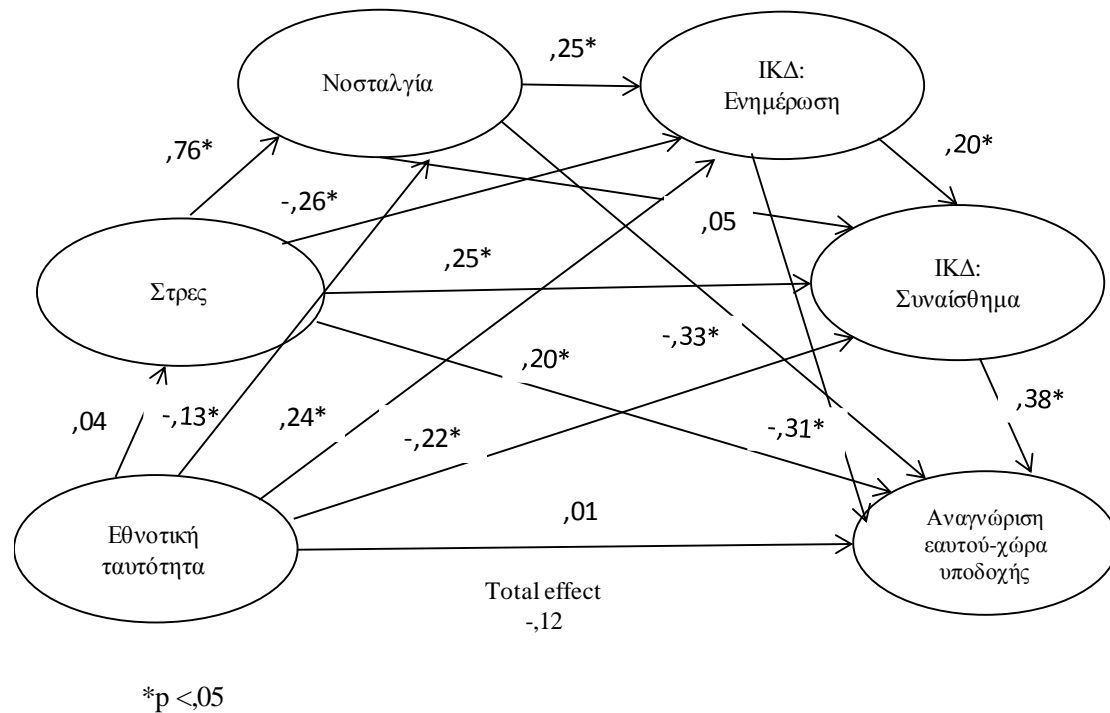 ,25*
Νοσταλγία
ΙΚΔ:
Ενημέρωση
,76*
,20*
-,26*
,05
,25*
Στρες
ΙΚΔ:
Συναίσθημα
-,33*
,20*
,04
-,13*
,24*
-,22*
-,31*
,38*
,01
Εθνοτική
ταυτότητα
Αναγνώριση
εαυτού-χώρα
υποδοχής
Total effect
-,12
*p <,05